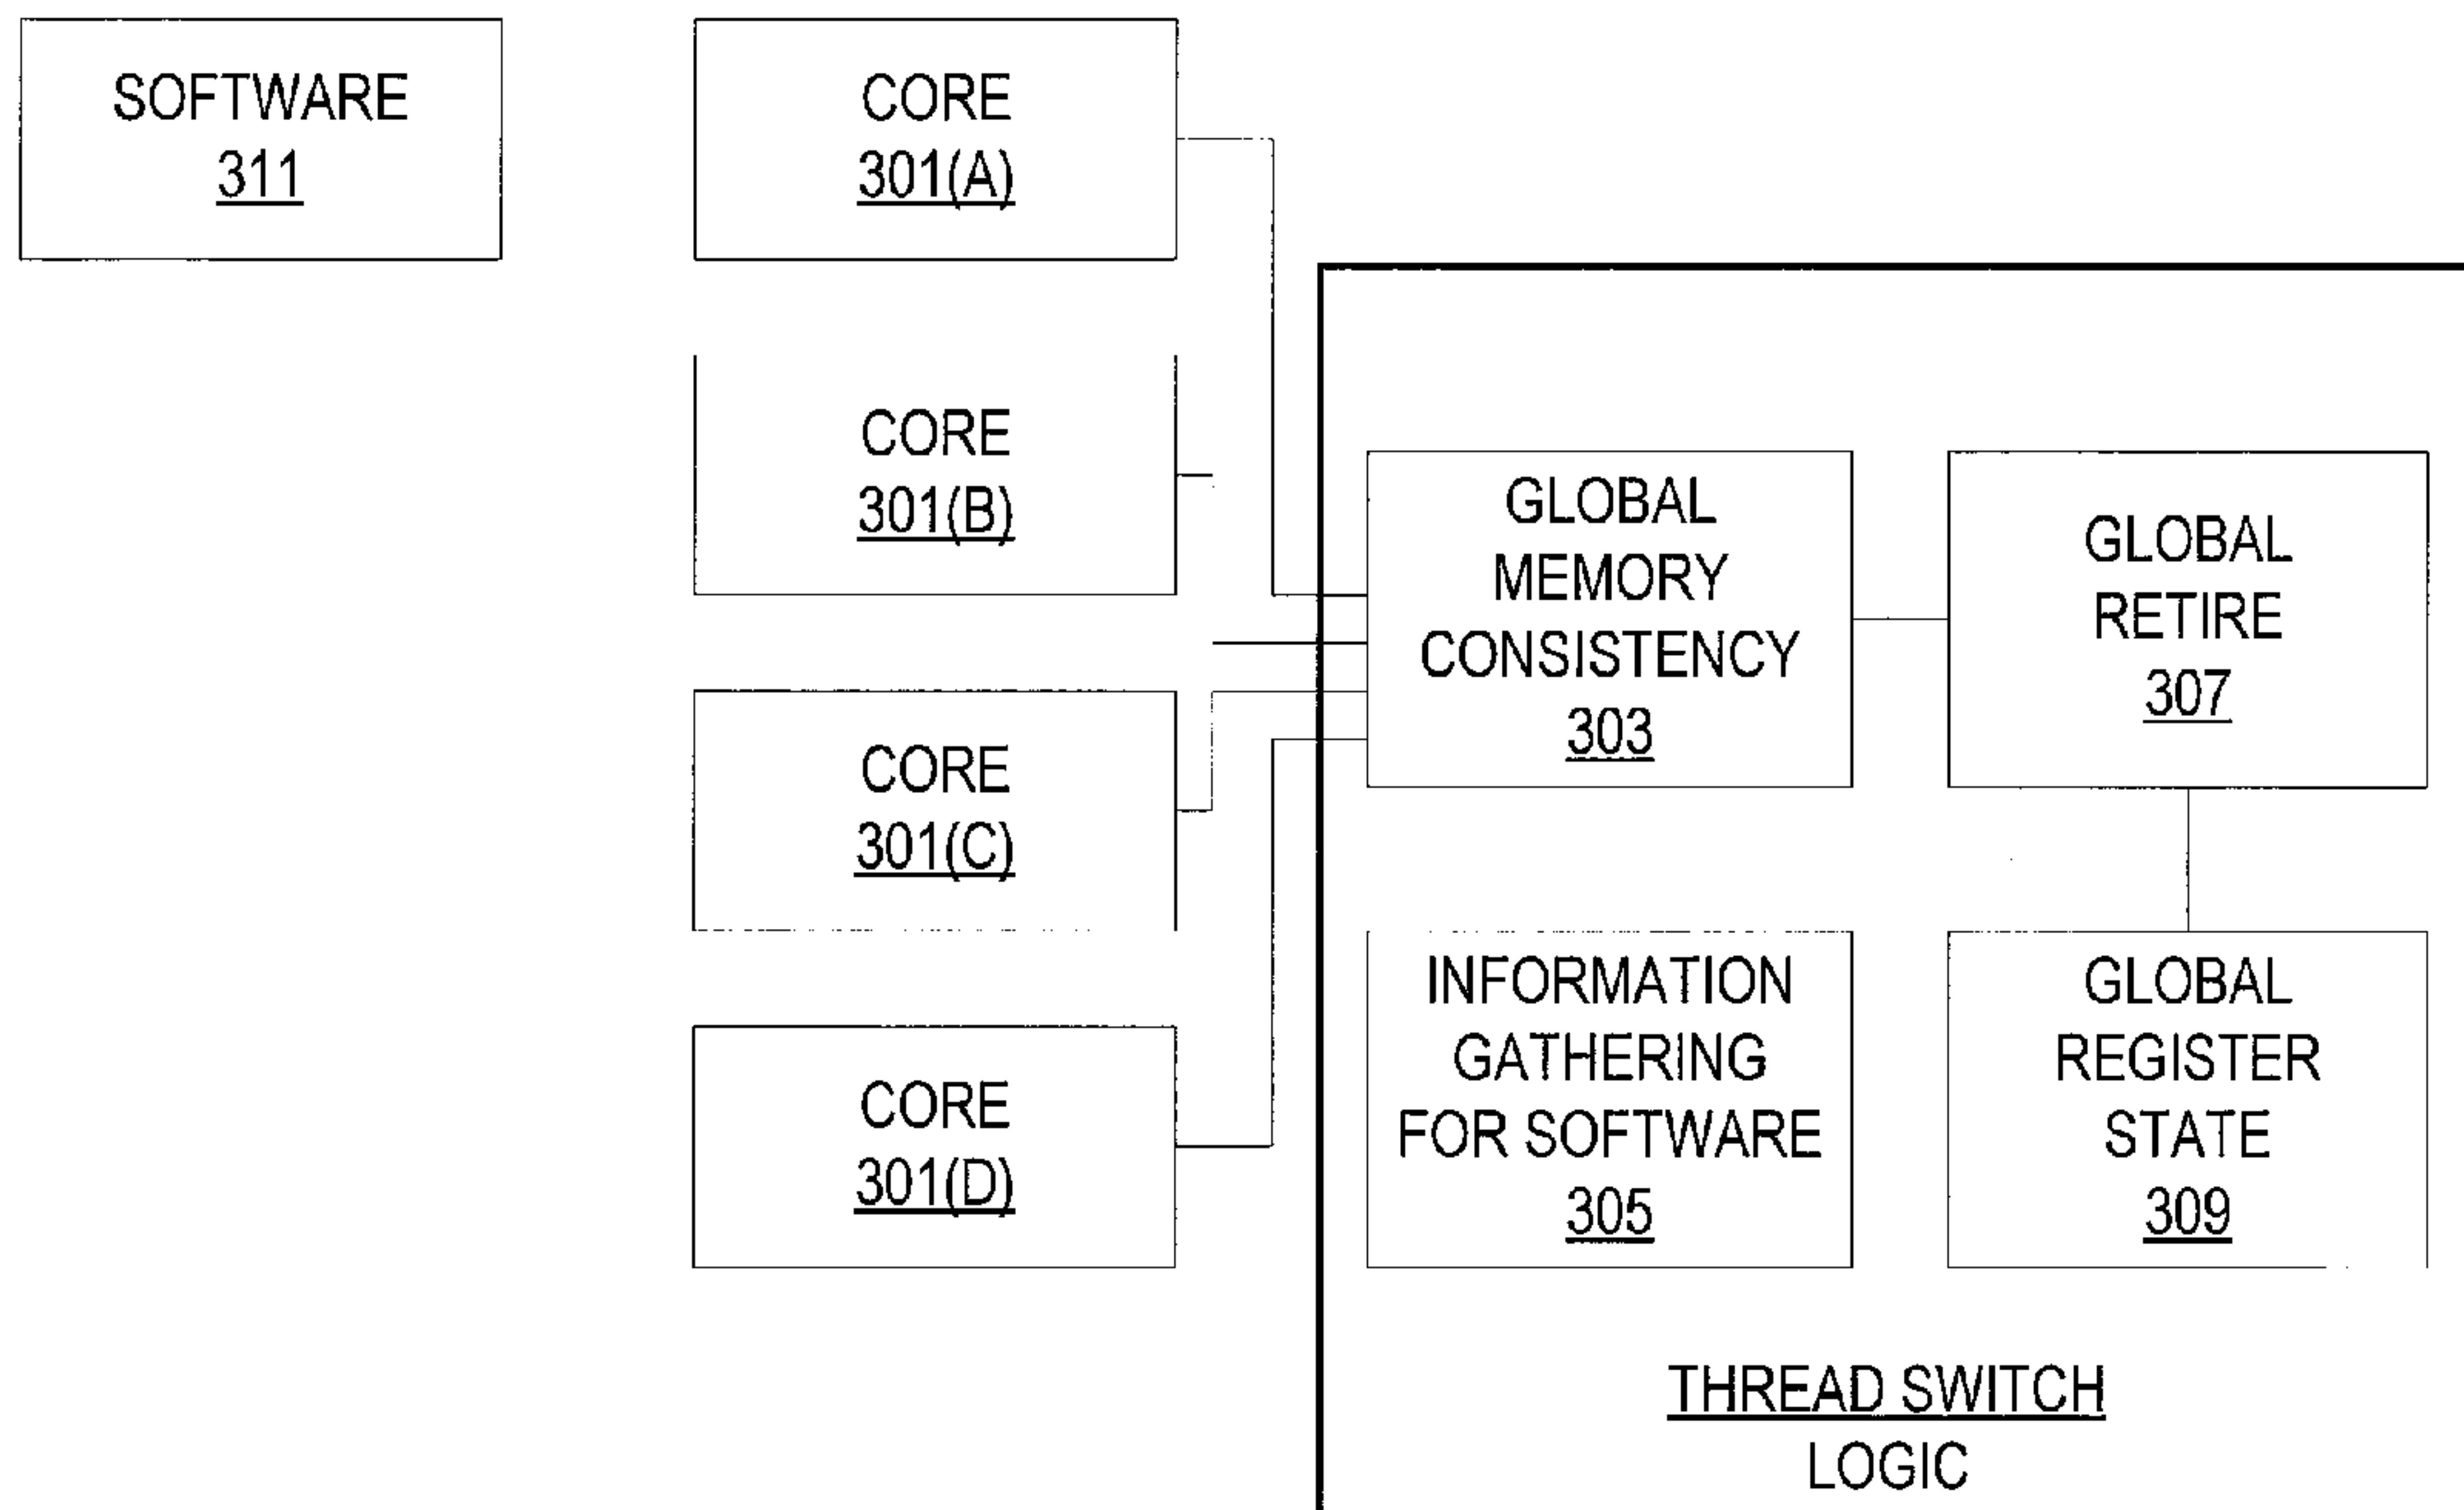 SOFTWARE
311
CORE
301(A)
CORE
301(B)
CORE
301(C)
CORE
301(D)
GLOBAL
MEMORY
CONSISTENCY
303
GLOBAL
RETIRE
307
INFORMATION
GATHERING
FOR SOFTWARE
305
GLOBAL
REGISTER
STATE
309
THREAD SWITCH
LOGIC